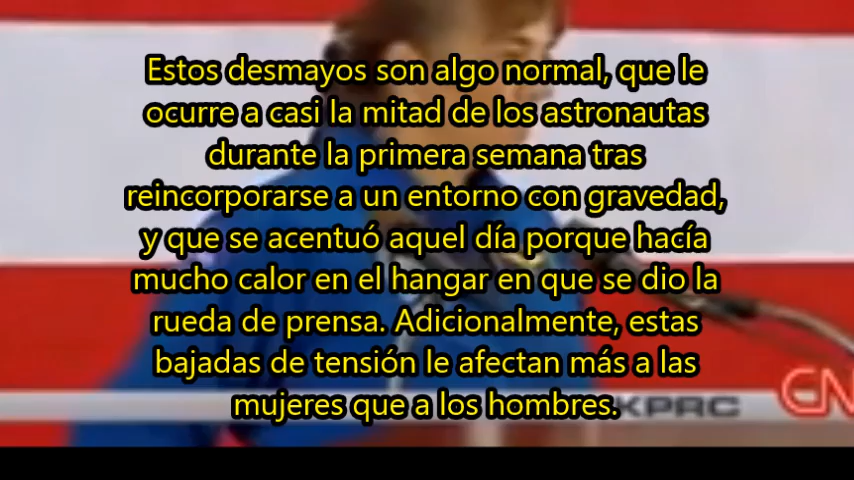 Estos desmayos son algo normal, que le
ocurre a casi la mitad de los astronautas
durante la primera semana tras
reincorporarse a un entorno con gravedad,
y que se acentuó aquel día porque hacía
mucho calor en el hangar en que se dio la
rueda de prensa. Adicionalmente, estas
bajadas de tensión le afectan más a las
mujeres que a los hombres.
KPRC